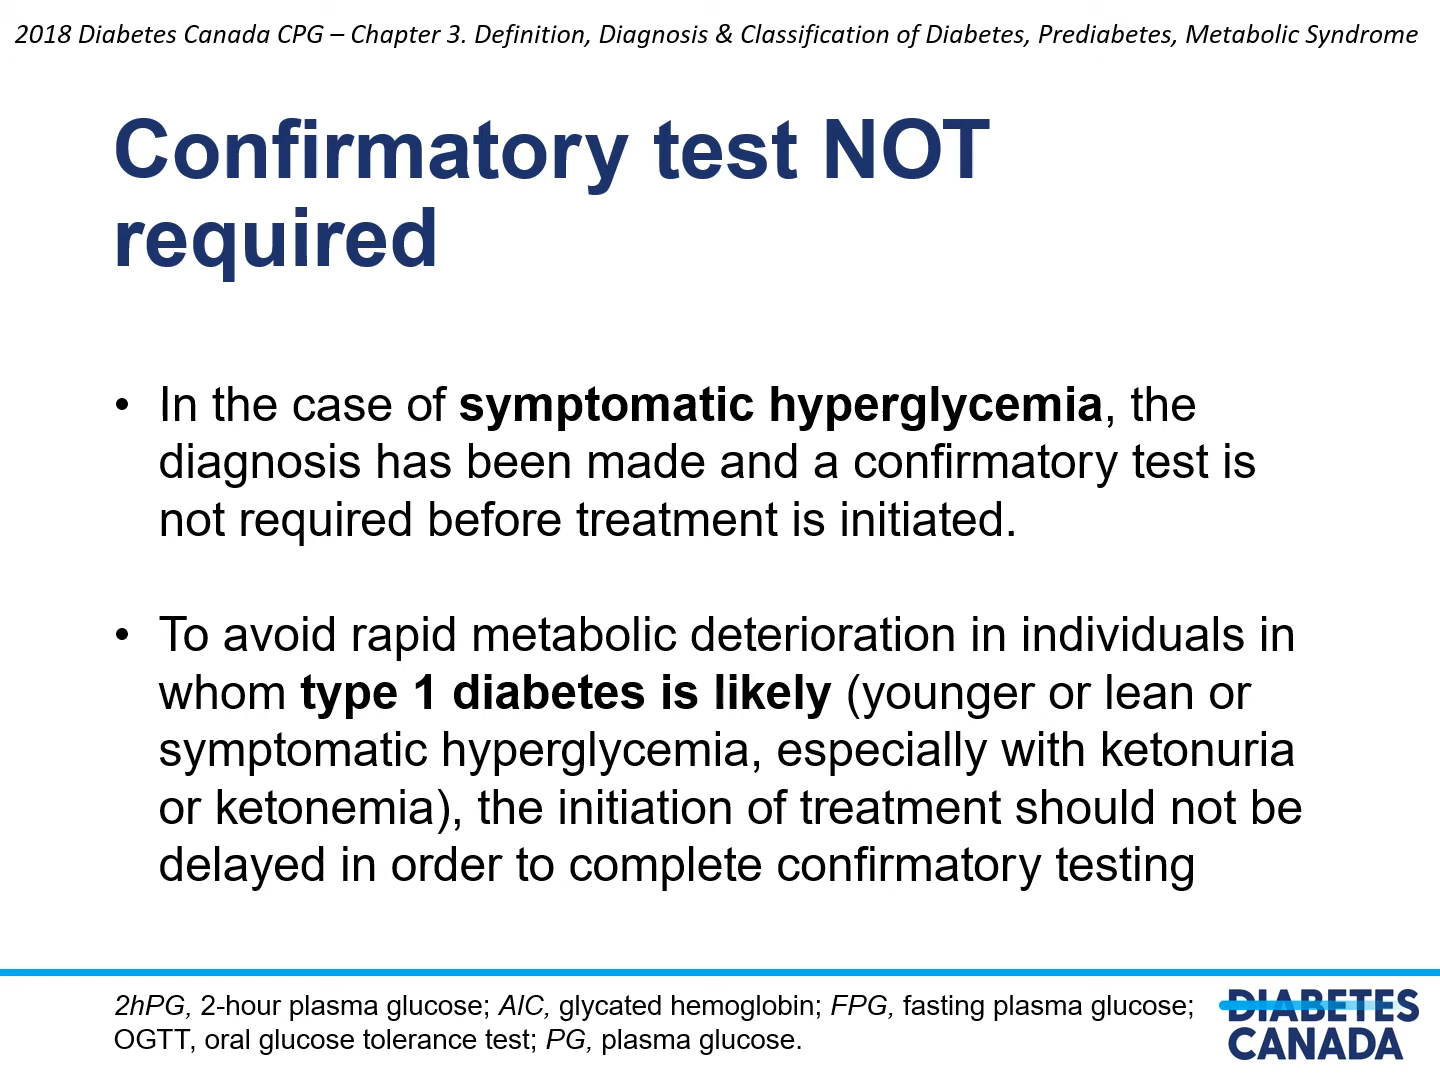 2018 Diabetes Canada CPG – Chapter 3. Definition, Diagnosis & Classification of Diabetes, Prediabetes, Metabolic Syndrome
Confirmatory test NOT
required
• In the case of symptomatic hyperglycemia, the
diagnosis has been made and a confirmatory test is
not required before treatment is initiated.
• To avoid rapid metabolic deterioration in individuals in
whom type 1 diabetes is likely (younger or lean or
symptomatic hyperglycemia, especially with ketonuria
or ketonemia), the initiation of treatment should not be
delayed in order to complete confirmatory testing
2hPG, 2-hour plasma glucose; AIC, glycated hemoglobin; FPG, fasting plasma glucose;
OGTT, oral glucose tolerance test; PG, plasma glucose.
DIABETES
CANADA